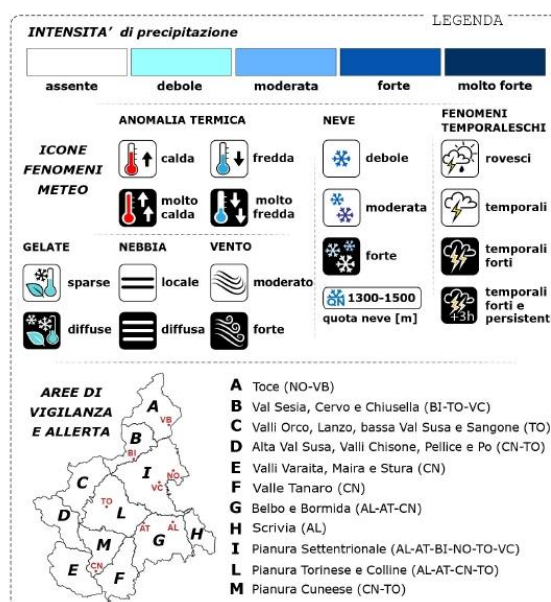 LEGENDA
INTENSITA' di precipitazione
assente debole moderata forte molto forte
ICONE FENOMENI METEO
ANOMALIA TERMICA
calda fredda
molto calda molto fredda
NEVE
debole
moderata
forte
QN 1300-1500
quota neve [m]
FENOMENI TEMPORALESCHI
rovesci
temporali
temporali forti
+3h temporali forti e persistent
GELATE
sparse
diffuse
NEBBIA
locale
diffusa
VENTO
moderato
forte
AREE DI VIGILANZA E ALLERTA
A
VB
B
BI
I
NO
VC
C
TO
D
L
AT
AL
M
G
H
E
CN
F
A Toce (NO-VB)
B Val Sesia, Cervo e Chiusella (BI-TO-VC)
C Valli Orco, Lanzo, bassa Val Susa e Sangone (TO)
D Alta Val Susa, Valli Chisone, Pellice e Po (CN-TO)
E Valli Varaita, Maira e Stura (CN)
F Valle Tanaro (CN)
G Belbo e Bormida (AL-AT-CN)
H Scrivia (AL)
I Pianura Settentrionale (AL-AT-BI-NO-TO-VC)
L Pianura Torinese e Colline (AL-AT-CN-TO)
M Pianura Cuneese (CN-TO)